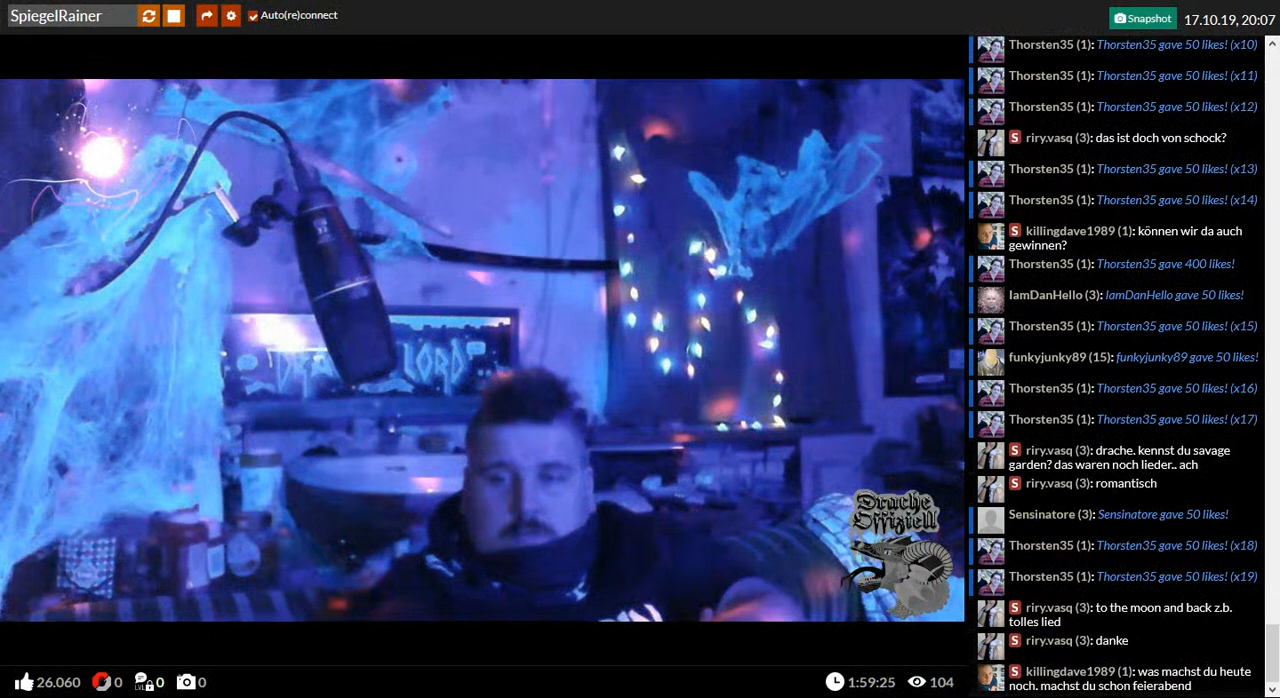 SpiegelRainer
Auto(re)connect
Snapshot
17.10.19, 20:07
LORD
Drache
Offiziell
Thorsten35 (1): Thorsten35 gave 50 likes! (x10)
Thorsten35 (1): Thorsten35 gave 50 likes! (x11)
Thorsten35 (1): Thorsten35 gave 50 likes! (x12)
S riry.vasq (3): das ist doch von schock?
Thorsten35 (1): Thorsten35 gave 50 likes! (x13)
Thorsten35 (1): Thorsten35 gave 50 likes! (x14)
S killingdave1989 (1): können wir da auch
gewinnen?
Thorsten35 (1): Thorsten35 gave 400 likes!
IamDanHello (3): IamDanHello gave 50 likes!
Thorsten35 (1): Thorsten35 gave 50 likes! (x15)
funkyjunky89 (15): funkyjunky89 gave 50 likes!
Thorsten35 (1): Thorsten35 gave 50 likes! (x16)
Thorsten35 (1): Thorsten35 gave 50 likes! (x17)
S riry.vasq (3): drache. kennst du savage
garden? das waren noch lieder.. ach
S riry.vasq (3): romantisch
Sensinatore (3): Sensinatore gave 50 likes!
Thorsten35 (1): Thorsten35 gave 50 likes! (x18)
Thorsten35 (1): Thorsten35 gave 50 likes! (x19)
S riry.vasq (3): to the moon and back z.b.
tolles lied
S riry.vasq (3): danke
S killingdave1989 (1): was machst du heute
noch. machst du schon feierabend
26.060 0 LVL 0 0
1:59:25 104